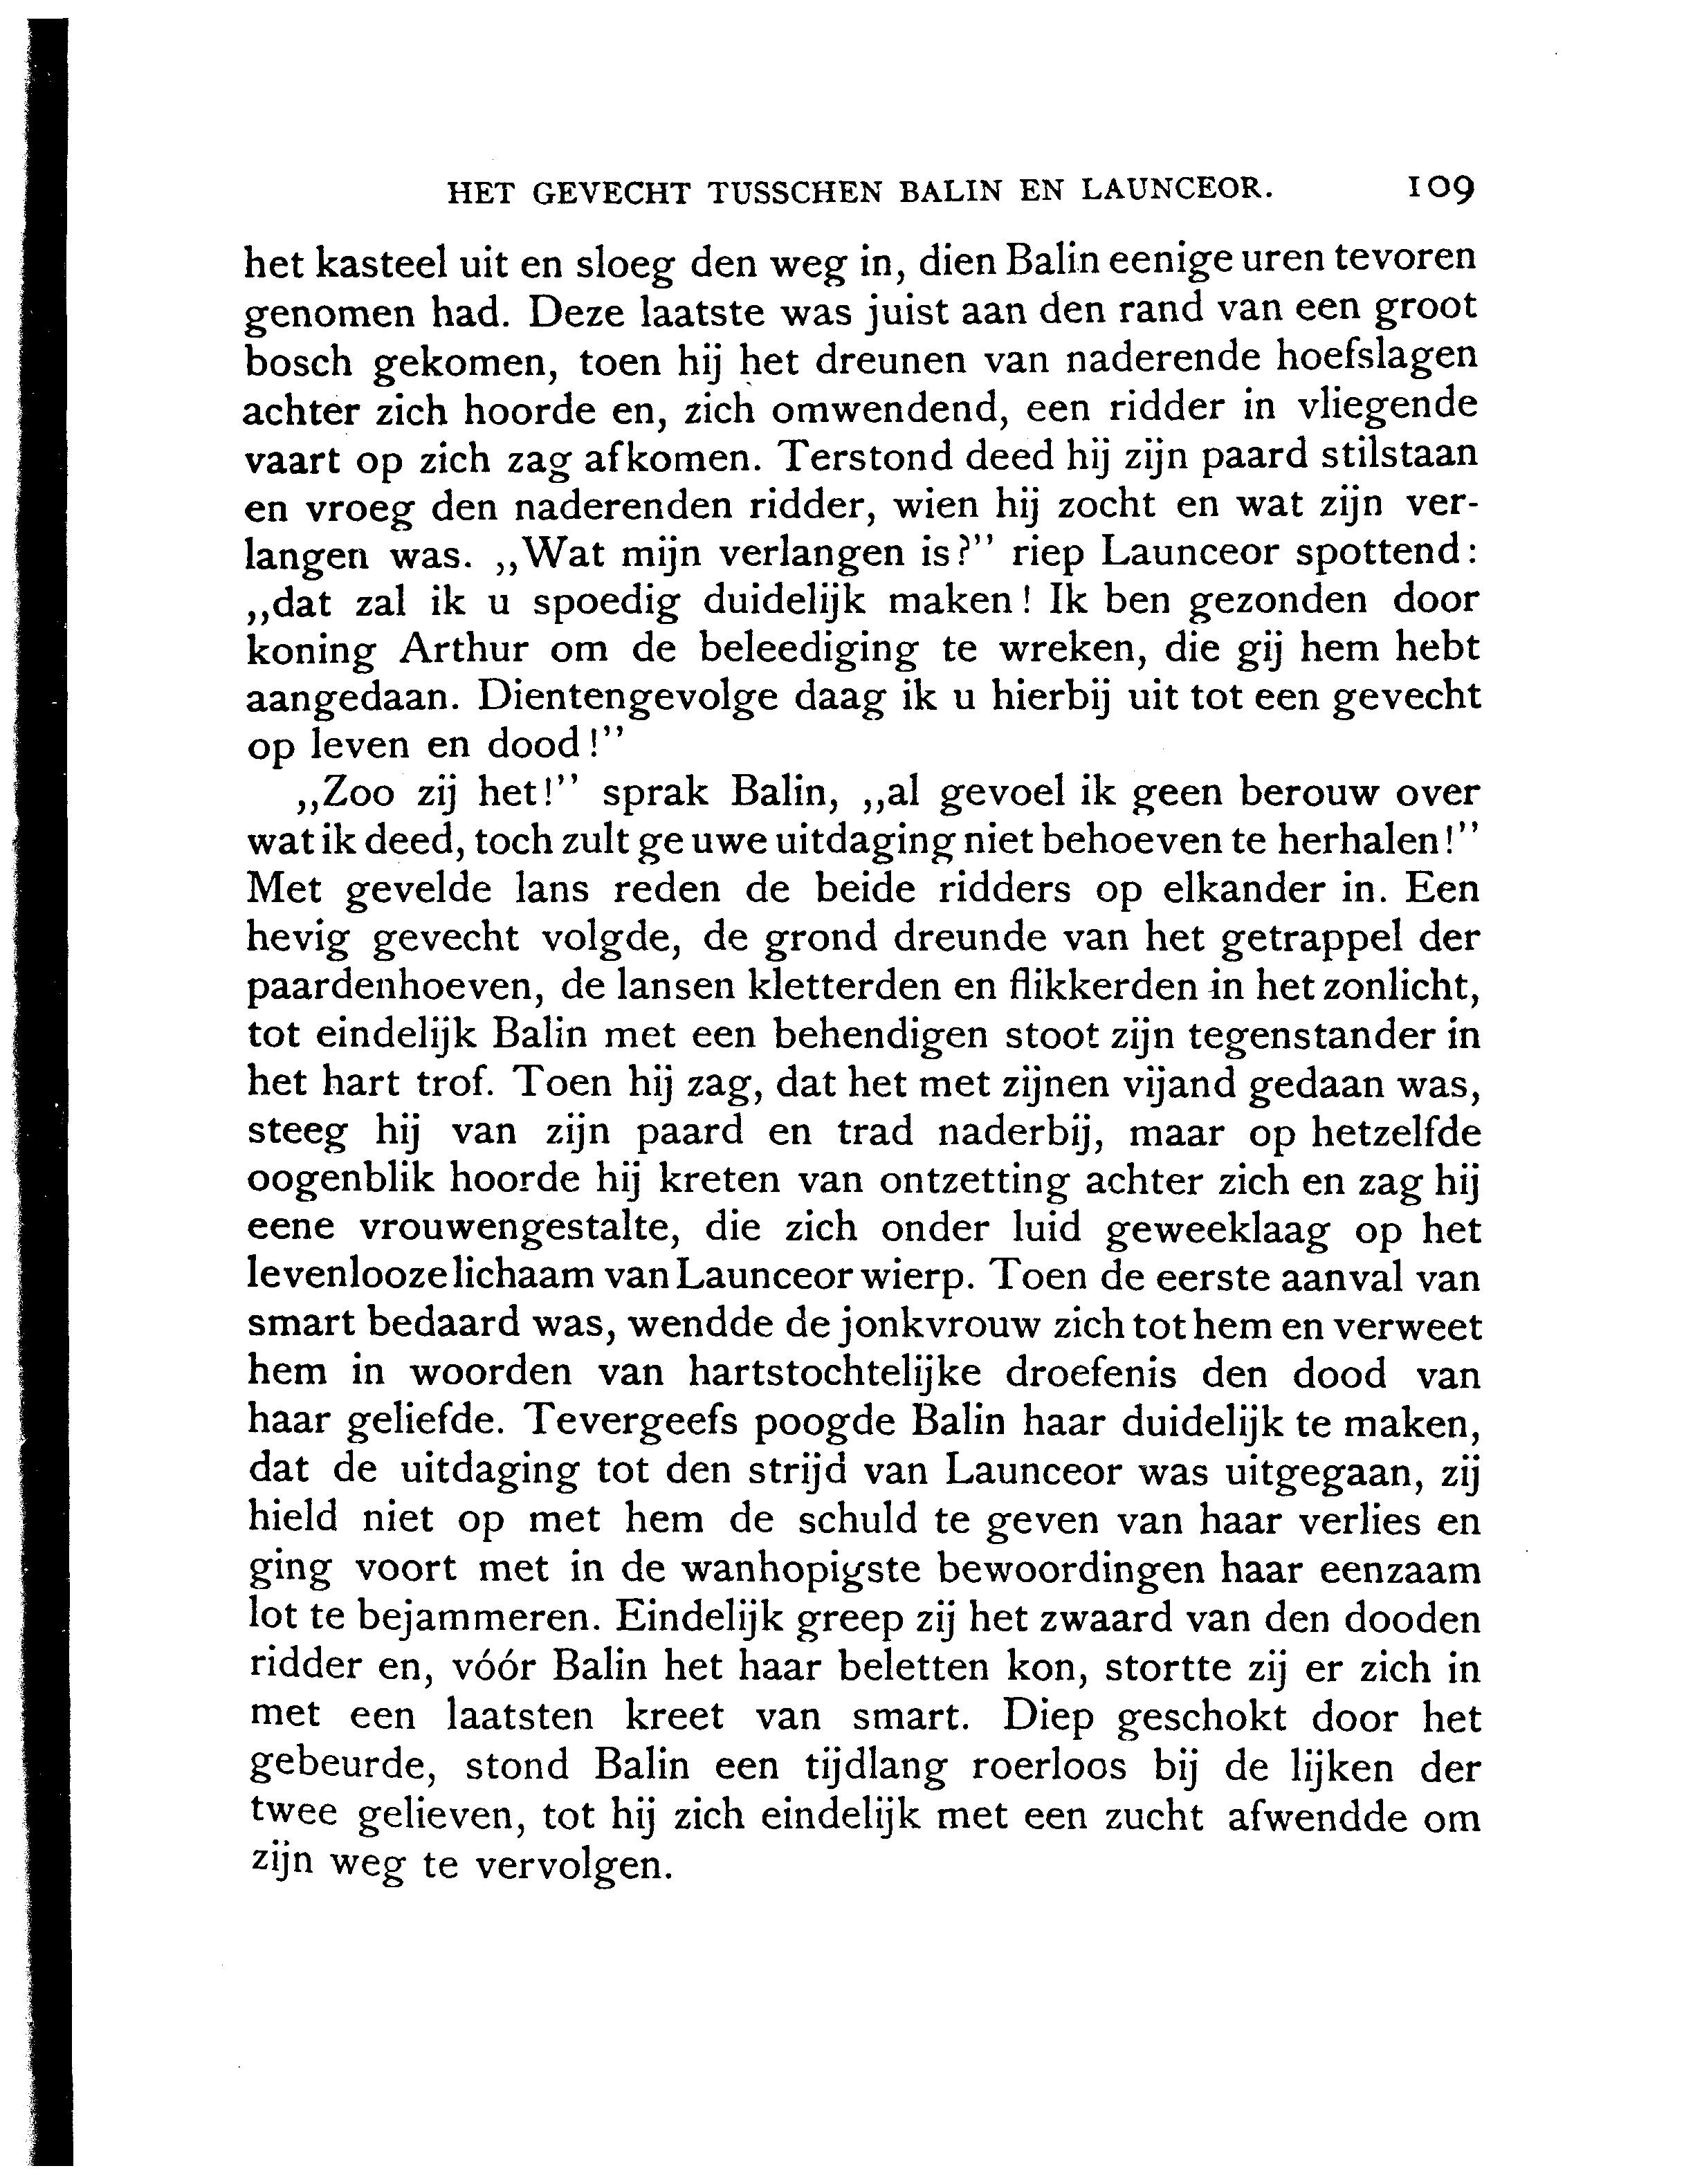 HET GEVECHT TUSSCHEN BALIN EN LAUNCEOR. 109
het kasteel uit en sloeg den weg in, dien Balin eenige uren tevoren
genomen had. Deze laatste was juist aan den rand van een groot
bosch gekomen, toen hij het dreunen van naderende hoefslagen
achter zich hoorde en, zich omwendend, een ridder in vliegende
vaart op zich zag afkomen. Terstond deed hij zijn paard stilstaan
en vroeg den naderenden ridder, wien hij zocht en wat zijn ver-
langen was. „Wat mijn verlangen is?” riep Launceor spottend:
„dat zal ik u spoedig duidelijk maken! Ik ben gezonden door
koning Arthur om de beleediging te wreken, die gij hem hebt
aangedaan. Dientengevolge daag ik u hierbij uit tot een gevecht
op leven en dood!”
„Zoo zij het!” sprak Balin, „al gevoel ik geen berouw over
wat ik deed, toch zult ge uwe uitdaging niet behoeven te herhalen!”
Met gevelde lans reden de beide ridders op elkander in. Een
hevig gevecht volgde, de grond dreunde van het getrappel der
paardenhoeven, de lansen kletterden en flikkerden in het zonlicht,
tot eindelijk Balin met een behendigen stoot zijn tegenstander in
het hart trof. Toen hij zag, dat het met zijnen vijand gedaan was,
steeg hij van zijn paard en trad naderbij, maar op hetzelfde
oogenblik hoorde hij kreten van ontzetting achter zich en zag hij
eene vrouwengestalte, die zich onder luid geweeklaag op het
levenlooze lichaam van Launceor wierp. Toen de eerste aanval van
smart bedaard was, wendde de jonkvrouw zich tot hem en verweet
hem in woorden van hartstochtelijke droefenis den dood van
haar geliefde. Tevergeefs poogde Balin haar duidelijk te maken,
dat de uitdaging tot den strijd van Launceor was uitgegaan, zij
hield niet op met hem de schuld te geven van haar verlies en
ging voort met in de wanhopigste bewoordingen haar eenzaam
lot te bejammeren. Eindelijk greep zij het zwaard van den dooden
ridder en, vóór Balin het haar beletten kon, stortte zij er zich in
met een laatsten kreet van smart. Diep geschokt door het
gebeurde, stond Balin een tijdlang roerloos bij de lijken der
twee gelieven, tot hij zich eindelijk met een zucht afwendde om
zijn weg te vervolgen.